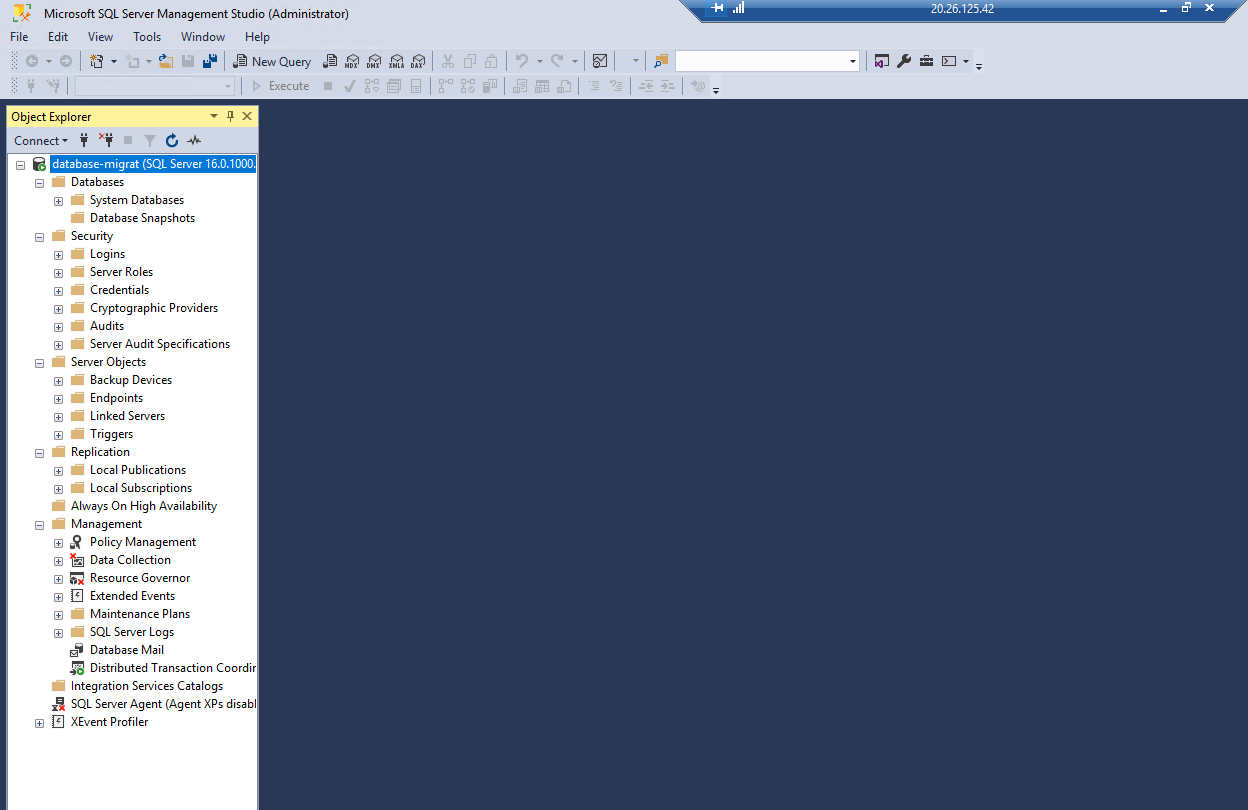 Microsoft SQL Server Management Studio (Administrator)
20.26.125.42
File Edit View Tools Window Help
New Query MDX DMX XMLA DAX
Execute
Object Explorer
Connect
database-migrat (SQL Server 16.0.1000.
Databases
System Databases
Database Snapshots
Security
Logins
Server Roles
Credentials
Cryptographic Providers
Audits
Server Audit Specifications
Server Objects
Backup Devices
Endpoints
Linked Servers
Triggers
Replication
Local Publications
Local Subscriptions
Always On High Availability
Management
Policy Management
Data Collection
Resource Governor
Extended Events
Maintenance Plans
SQL Server Logs
Database Mail
Distributed Transaction Coordin
Integration Services Catalogs
SQL Server Agent (Agent XPs disabl
XEvent Profiler